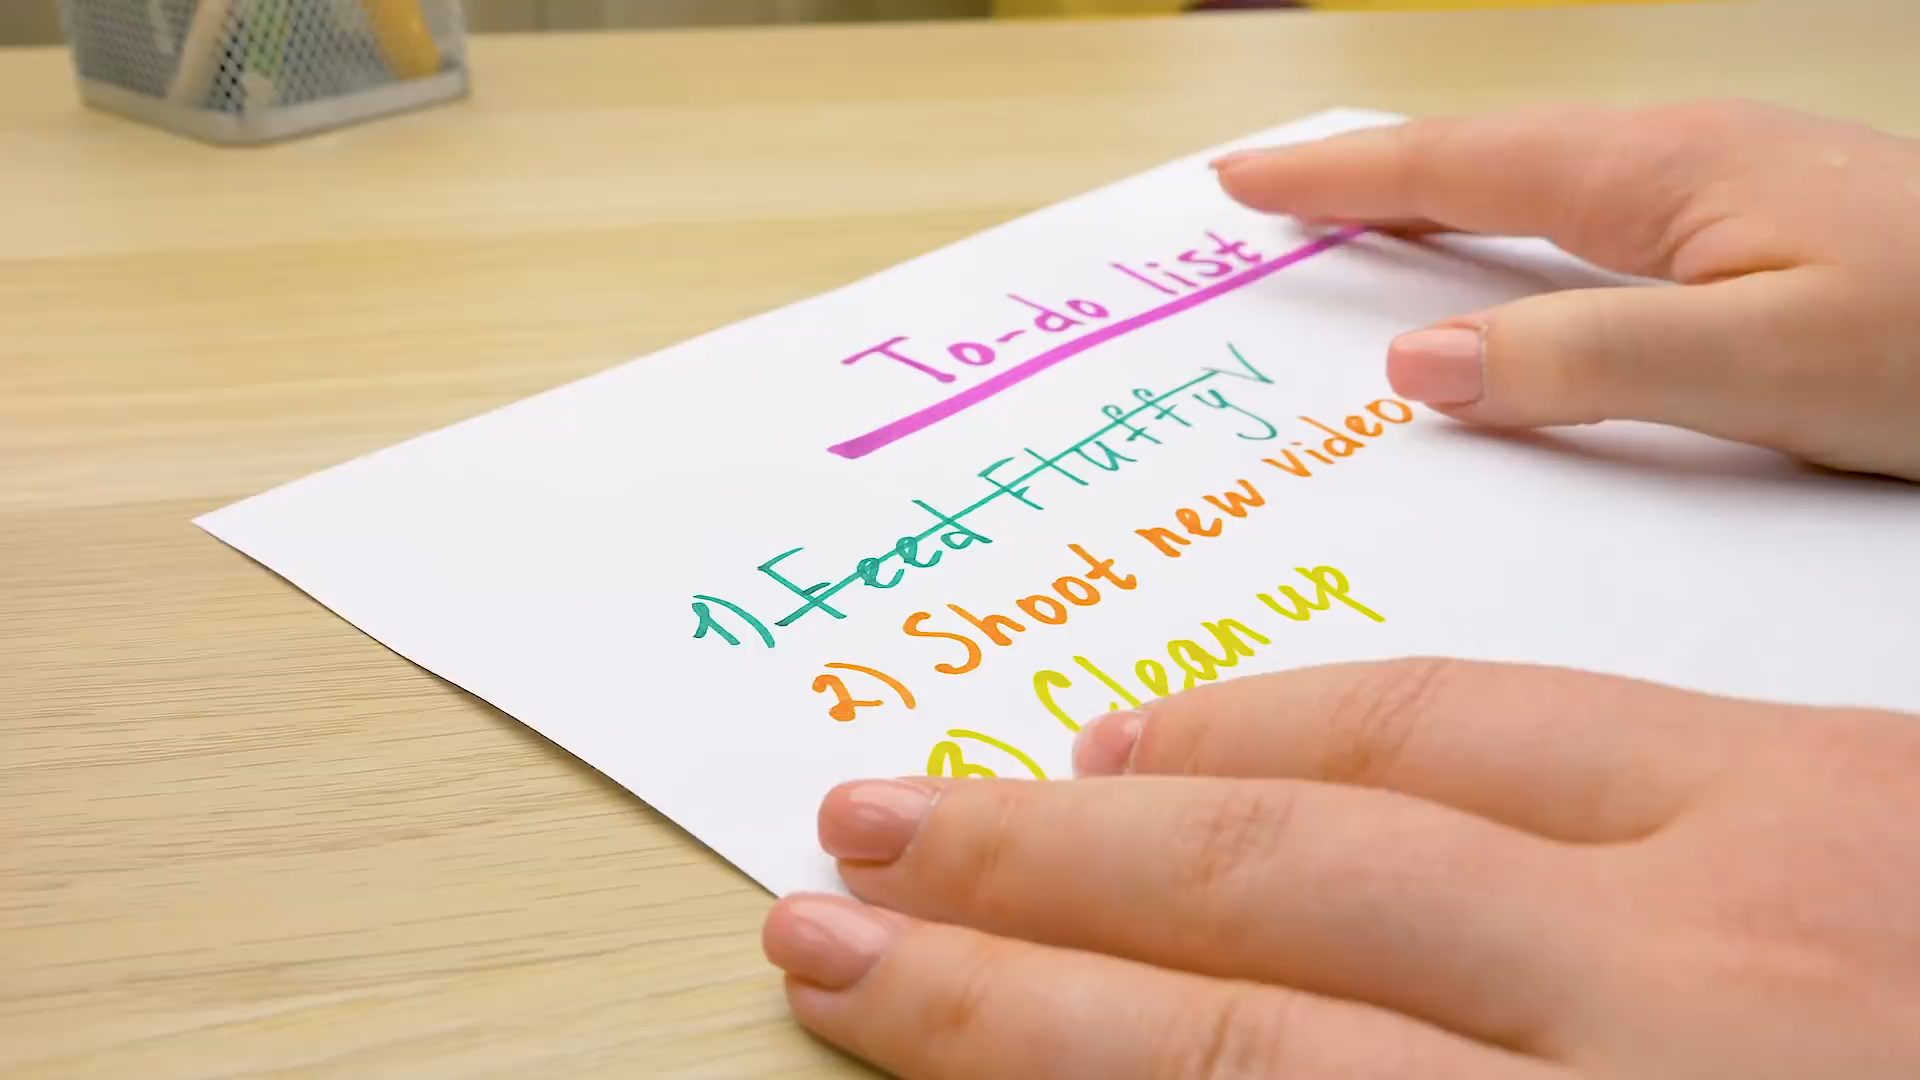 To-do list
1) Feed Fluffy √
2) Shoot new video
3) Clean up